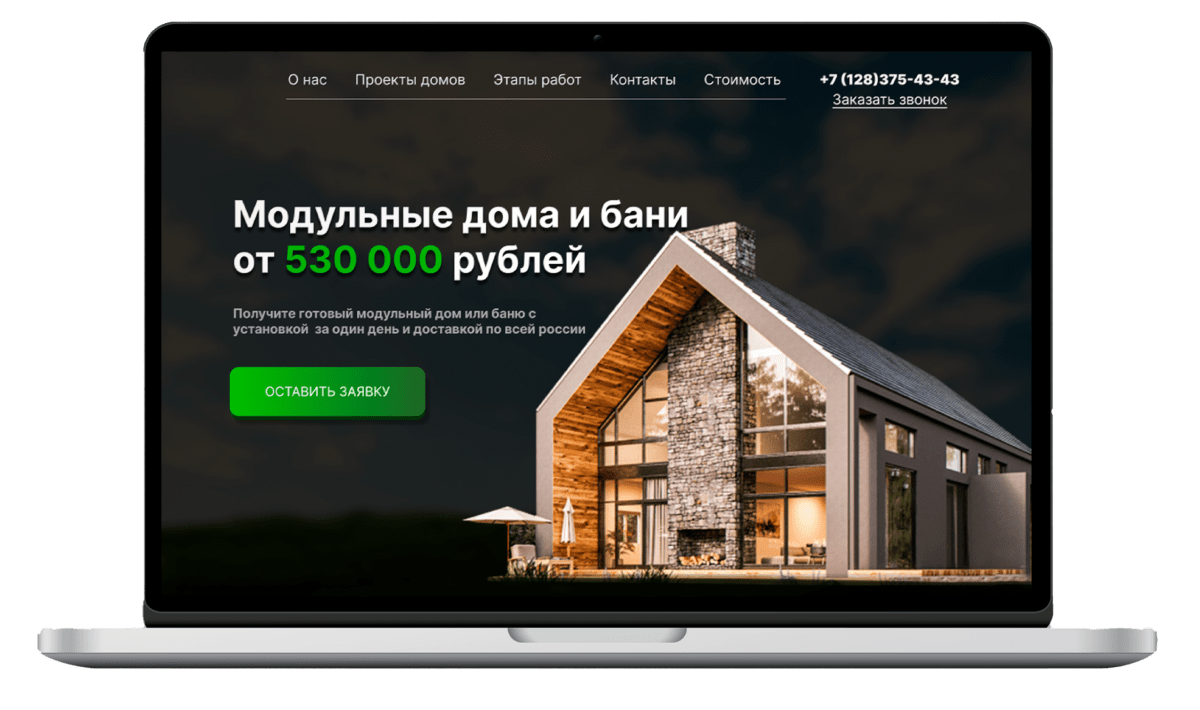 О нас Проекты домов Этапы работ Контакты Стоимость +7 (128)375-43-43
Заказать звонок
Модульные дома и бани
от 530 000 рублей
Получите готовый модульный дом или баню с
установкой за один день и доставкой по всей россии
ОСТАВИТЬ ЗАЯВКУ